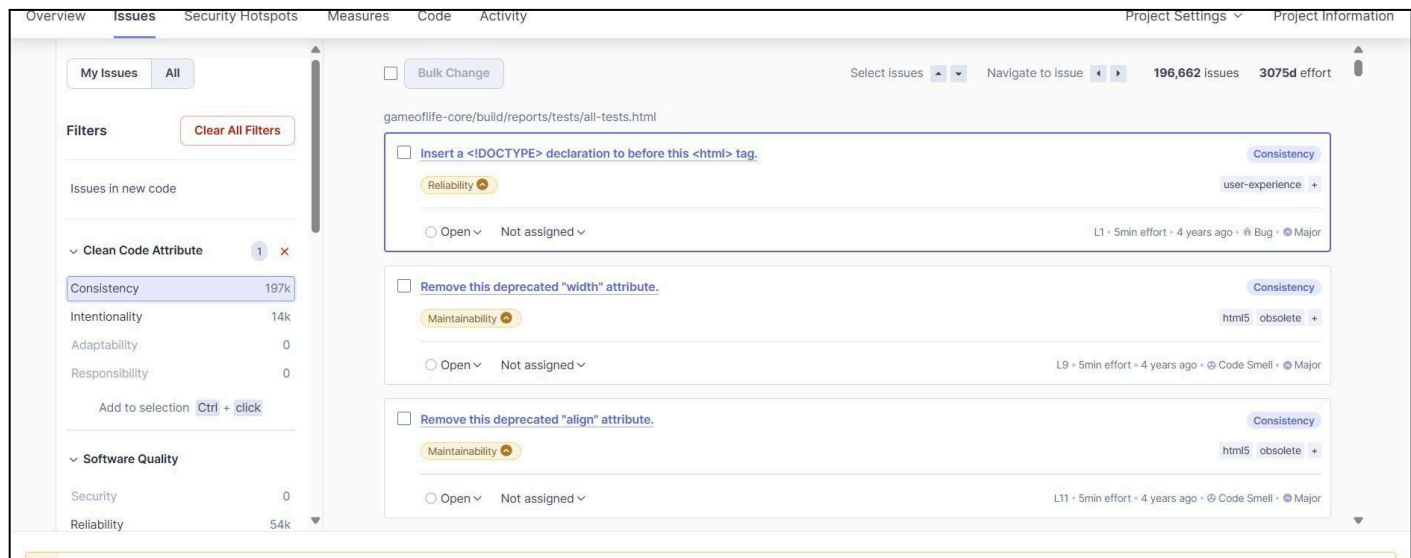 Overview Issues Security Hotspots Measures Code Activity Project Settings Project Information
My Issues All
Filters Clear All Filters
Issues in new code
Clean Code Attribute 1
Consistency 197k
Intentionality 14k
Adaptability 0
Responsibility 0
Add to selection Ctrl + click
Software Quality
Security 0
Reliability 54k
Bulk Change Select issues Navigate to issue 196,662 issues 3075d effort
gameoflife-core/build/reports/tests/all-tests.html
Insert a <!DOCTYPE> declaration to before this <html> tag. Consistency
Reliability user-experience +
Open Not assigned L1 • 5min effort • 4 years ago • Bug • Major
Remove this deprecated "width" attribute. Consistency
Maintainability html5 obsolete +
Open Not assigned L9 • 5min effort • 4 years ago • Code Smell • Major
Remove this deprecated "align" attribute. Consistency
Maintainability html5 obsolete +
Open Not assigned L11 • 5min effort • 4 years ago • Code Smell • Major